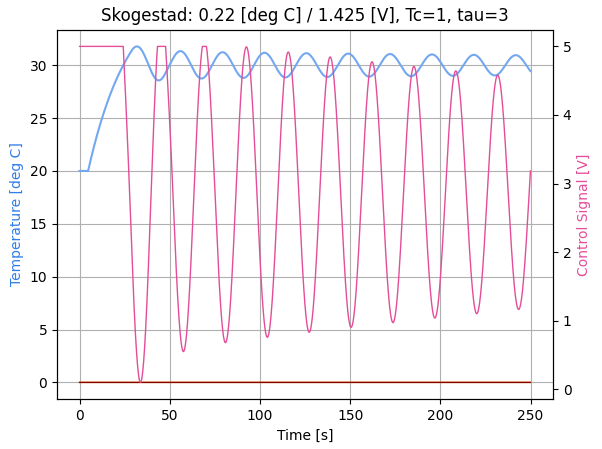 Skogestad: 0.22 [deg C] / 1.425 [V], Tc=1, tau=3
Temperature [deg C]
30
25
20
15
10
5
0
5
4
3
2
1
0
Control Signal [V]
0 50 100 150 200 250
Time [s]